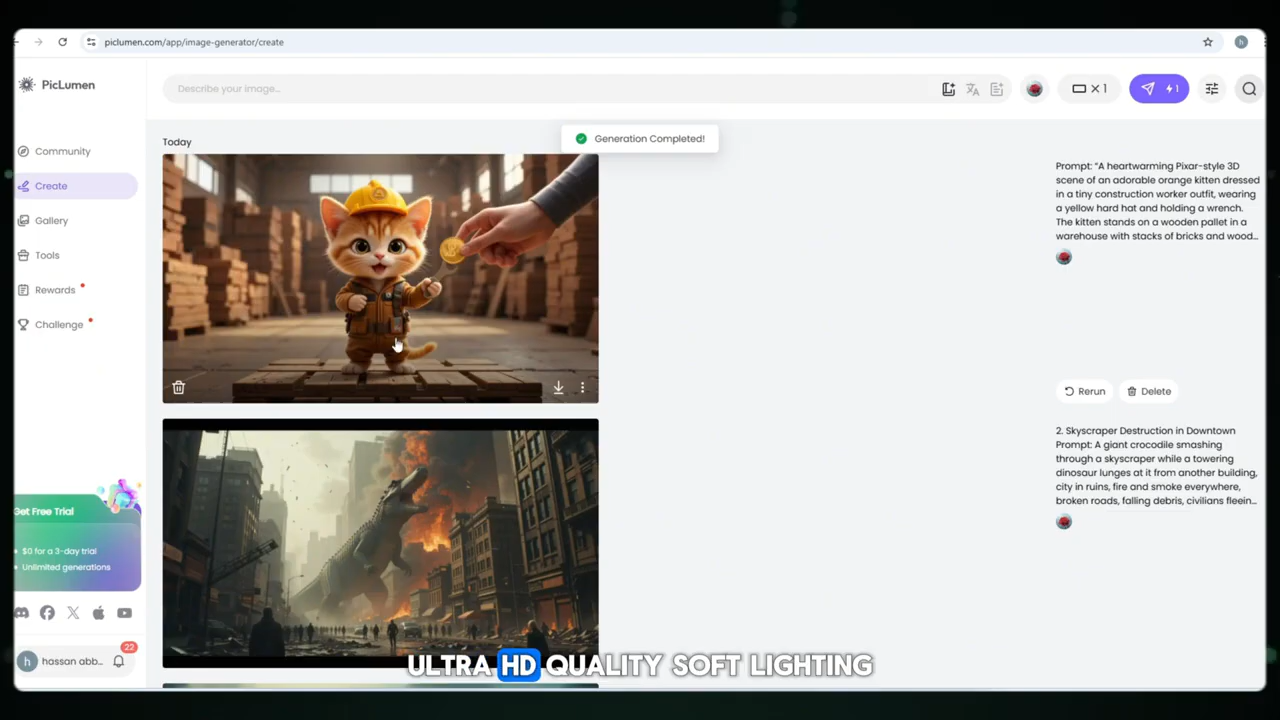 piclumen.com/app/image-generator/create
h
PicLumen
Describe your image...
× 1
1
Community
Create
Gallery
Tools
Rewards
Challenge
Today
Generation Completed!
Prompt: "A heartwarming Pixar-style 3D
scene of an adorable orange kitten dressed
in a tiny construction worker outfit, wearing
a yellow hard hat and holding a wrench.
The kitten stands on a wooden pallet in a
warehouse with stacks of bricks and wood...
Rerun
Delete
2. Skyscraper Destruction in Downtown
Prompt: A giant crocodile smashing
through a skyscraper while a towering
dinosaur lunges at it from another building,
city in ruins, fire and smoke everywhere,
broken roads, falling debris, civilians fleein...
Get Free Trial
$0 for a 3-day trial
Unlimited generations
h
hassan abb...
22
ULTRA HD QUALITY SOFT LIGHTING